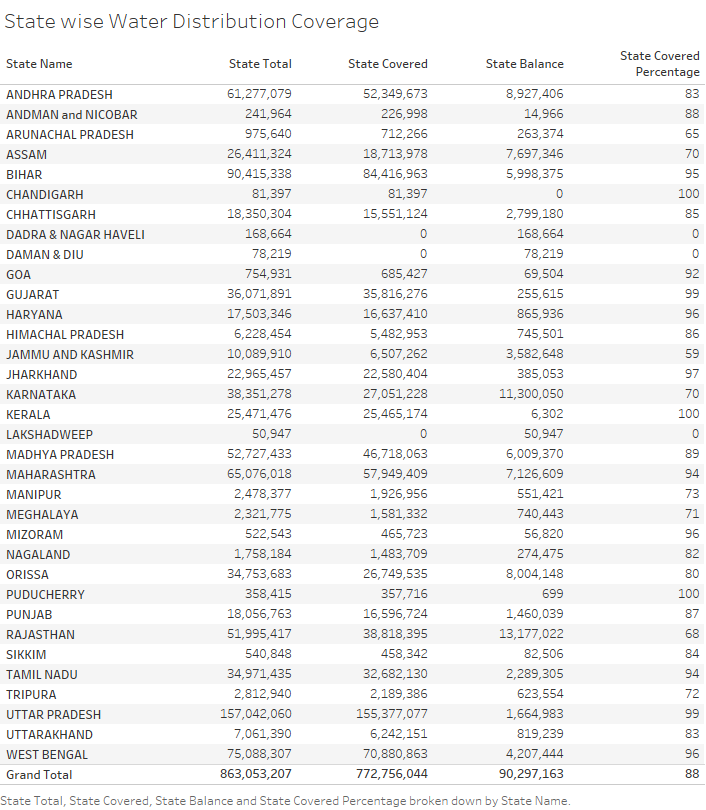 State wise Water Distribution Coverage
State Name State Total State Covered State Balance State Covered Percentage
ANDHRA PRADESH 61,277,079 52,349,673 8,927,406 83
ANDMAN and NICOBAR 241,964 226,998 14,966 88
ARUNACHAL PRADESH 975,640 712,266 263,374 65
ASSAM 26,411,324 18,713,978 7,697,346 70
BIHAR 90,415,338 84,416,963 5,998,375 95
CHANDIGARH 81,397 81,397 0 100
CHHATTISGARH 18,350,304 15,551,124 2,799,180 85
DADRA & NAGAR HAVELI 168,664 0 168,664 0
DAMAN & DIU 78,219 0 78,219 0
GOA 754,931 685,427 69,504 92
GUJARAT 36,071,891 35,816,276 255,615 99
HARYANA 17,503,346 16,637,410 865,936 96
HIMACHAL PRADESH 6,228,454 5,482,953 745,501 86
JAMMU AND KASHMIR 10,089,910 6,507,262 3,582,648 59
JHARKHAND 22,965,457 22,580,404 385,053 97
KARNATAKA 38,351,278 27,051,228 11,300,050 70
KERALA 25,471,476 25,465,174 6,302 100
LAKSHADWEEP 50,947 0 50,947 0
MADHYA PRADESH 52,727,433 46,718,063 6,009,370 89
MAHARASHTRA 65,076,018 57,949,409 7,126,609 94
MANIPUR 2,478,377 1,926,956 551,421 73
MEGHALAYA 2,321,775 1,581,332 740,443 71
MIZORAM 522,543 465,723 56,820 96
NAGALAND 1,758,184 1,483,709 274,475 82
ORISSA 34,753,683 26,749,535 8,004,148 80
PUDUCHERRY 358,415 357,716 699 100
PUNJAB 18,056,763 16,596,724 1,460,039 87
RAJASTHAN 51,995,417 38,818,395 13,177,022 68
SIKKIM 540,848 458,342 82,506 84
TAMIL NADU 34,971,435 32,682,130 2,289,305 94
TRIPURA 2,812,940 2,189,386 623,554 72
UTTAR PRADESH 157,042,060 155,377,077 1,664,983 99
UTTARAKHAND 7,061,390 6,242,151 819,239 83
WEST BENGAL 75,088,307 70,880,863 4,207,444 96
Grand Total 863,053,207 772,756,044 90,297,163 88
State Total, State Covered, State Balance and State Covered Percentage broken down by State Name.